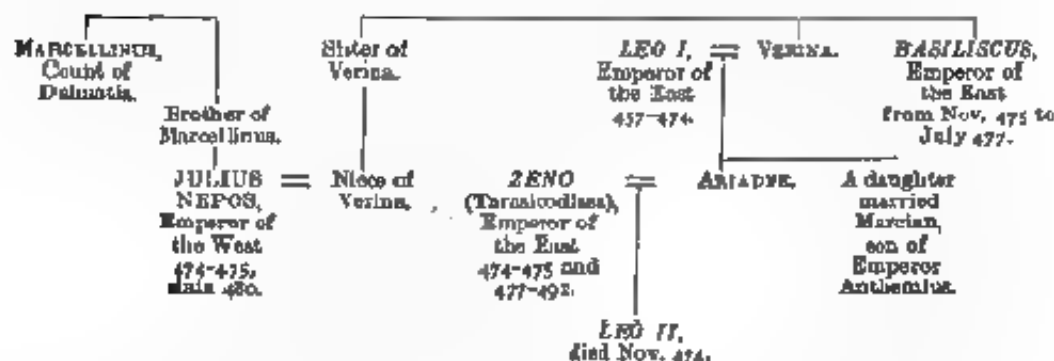 MARCELLINUS,
Count of
Dalmatia.
Brother of
Marcellinus.
JULIUS
NEPOS,
Emperor of
the West
474-475,
slain 480.
=
Sister of
Verina.
Niece of
Verina.
LEO I,
Emperor of
the East
457-474.
=
VERINA.
BASILISCUS,
Emperor of
the East
from Nov. 475 to
July 477.
ZENO
(Tarasicodissa),
Emperor of
the East
474-475 and
477-492.
=
ARIADNE.
A daughter
married
Marcian,
son of
Emperor
Anthemius.
LEO II,
died Nov. 474.